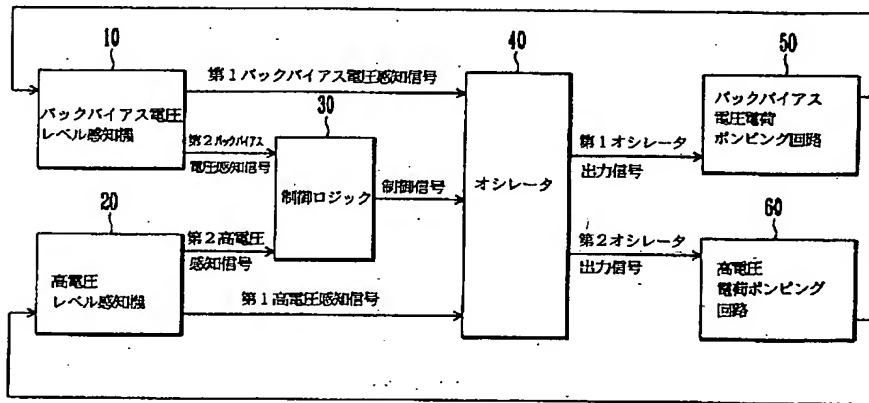 10
バックバイアス電圧
レベル感知機
第1バックバイアス電圧感知信号
第2バックバイアス
電圧感知信号
30
制御ロジック
制御信号
20
高電圧
レベル感知機
第2高電圧
感知信号
第1高電圧感知信号
40
オシレータ
第1オシレータ
出力信号
第2オシレータ
出力信号
50
バックバイアス
電圧電荷
ポンピング回路
60
高電圧
電荷ポンピング
回路